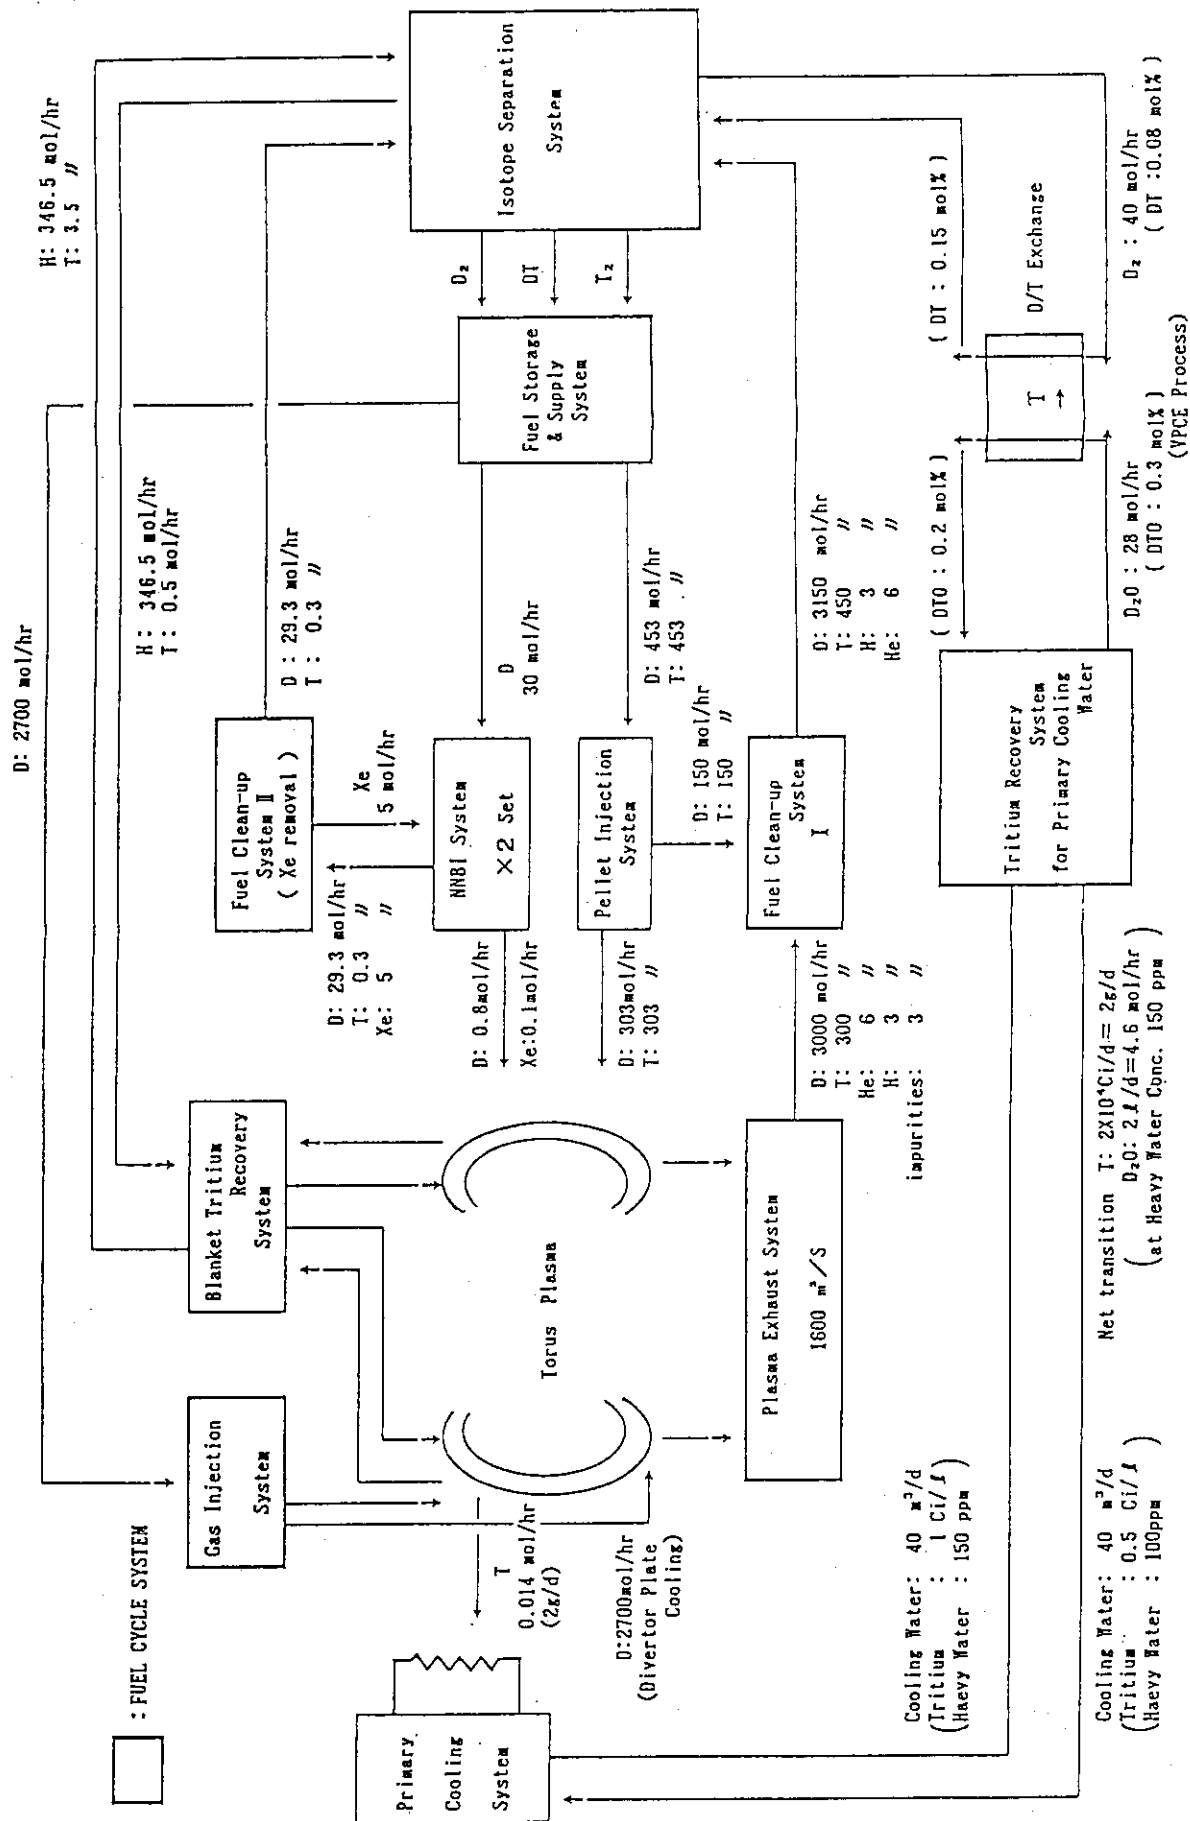 : FUEL CYCLE SYSTEM
D: 2700 mol/hr
H: 346.5 mol/hr
T: 3.5 〃
H: 346.5 mol/hr
T: 0.5 mol/hr
Gas Injection
System
Blanket Tritium
Recovery
System
Fuel Clean-up
System Ⅱ
( Xe removal )
D : 29.3 mol/hr
T : 0.3 〃
D: 29.3 mol/hr
T: 0.3 〃
Xe: 5 〃
Xe
5 mol/hr
Isotope Separation
System
D₂
DT
T₂
Fuel Storage
& Supply
System
D
30 mol/hr
D: 453 mol/hr
T: 453 〃
NNBI System
×2 Set
D: 0.8mol/hr
Xe:0.1mol/hr
Pellet Injection
System
D: 303mol/hr
T: 303 〃
D: 150 mol/hr
T: 150 〃
Primary
Cooling
System
T
0.014 mol/hr
(2g/d)
D:2700mol/hr
(Divertor Plate
Cooling)
Torus Plasma
Plasma Exhaust System
1600 m³/S
D: 3000 mol/hr
T: 300 〃
He: 6 〃
H: 3 〃
impurities: 3 〃
Fuel Clean-up
System
I
D: 3150 mol/hr
T: 450 〃
H: 3 〃
He: 6 〃
Cooling Water: 40 m³/d
(Tritium : 1 Ci/ℓ
(Haevy Water : 150 ppm )
Cooling Water: 40 m³/d
(Tritium : 0.5 Ci/ℓ
(Haevy Water : 100ppm )
Net transition T: 2X10⁴Ci/d= 2g/d
D₂O: 2ℓ/d=4.6 mol/hr
(at Heavy Water Conc. 150 ppm )
Tritium Recovery
System
for Primary Cooling
Water
( DTO : 0.2 mol% )
( DT : 0.15 mol% )
T
→
D/T Exchange
D₂O : 28 mol/hr
( DTO : 0.3 mol% )
(VPCE Process)
D₂ : 40 mol/hr
( DT :0.08 mol% )